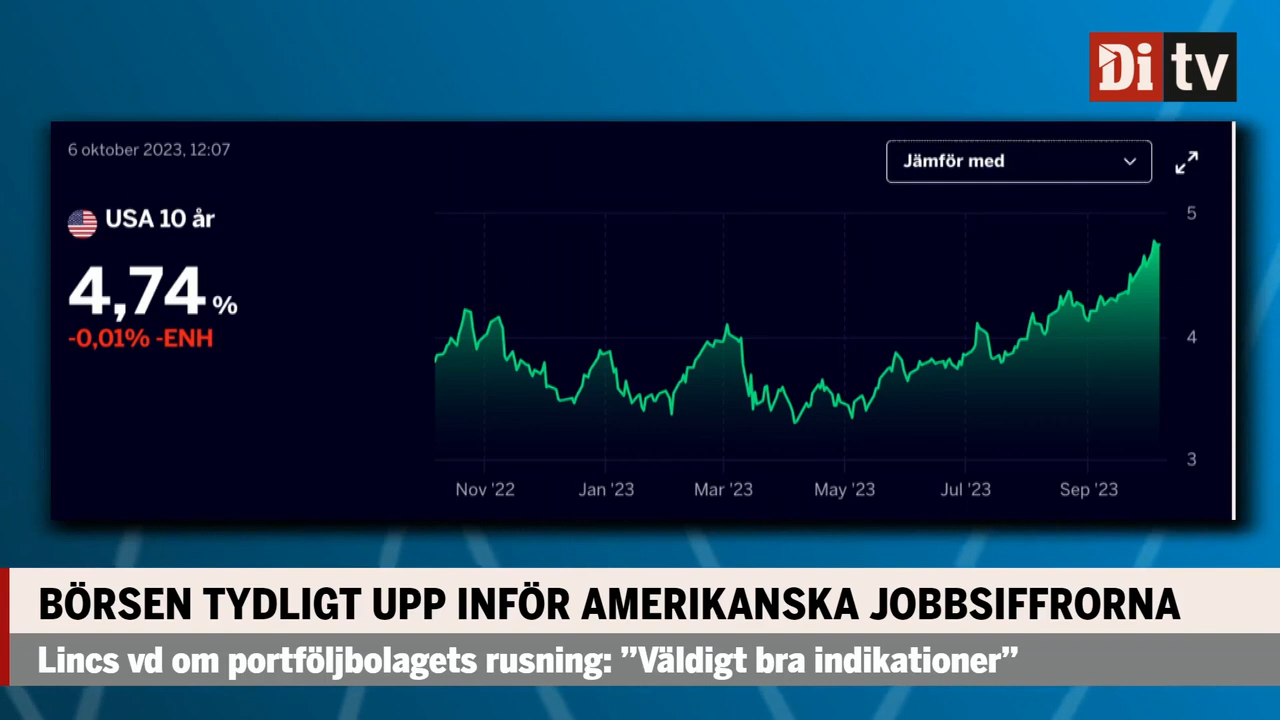 Di tv
6 oktober 2023, 12:07
Jämför med
USA 10 år
4,74 %
-0,01% -ENH
5
4
3
Nov '22 Jan '23 Mar '23 May '23 Jul '23 Sep '23
BÖRSEN TYDLIGT UPP INFÖR AMERIKANSKA JOBBSIFFRORNA
Lincs vd om portföljbolagets rusning: ”Väldigt bra indikationer”